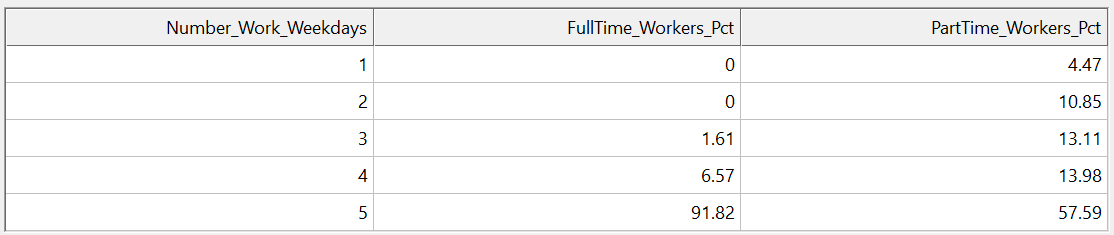 Number_Work_Weekdays FullTime_Workers_Pct PartTime_Workers_Pct
1 0 4.47
2 0 10.85
3 1.61 13.11
4 6.57 13.98
5 91.82 57.59